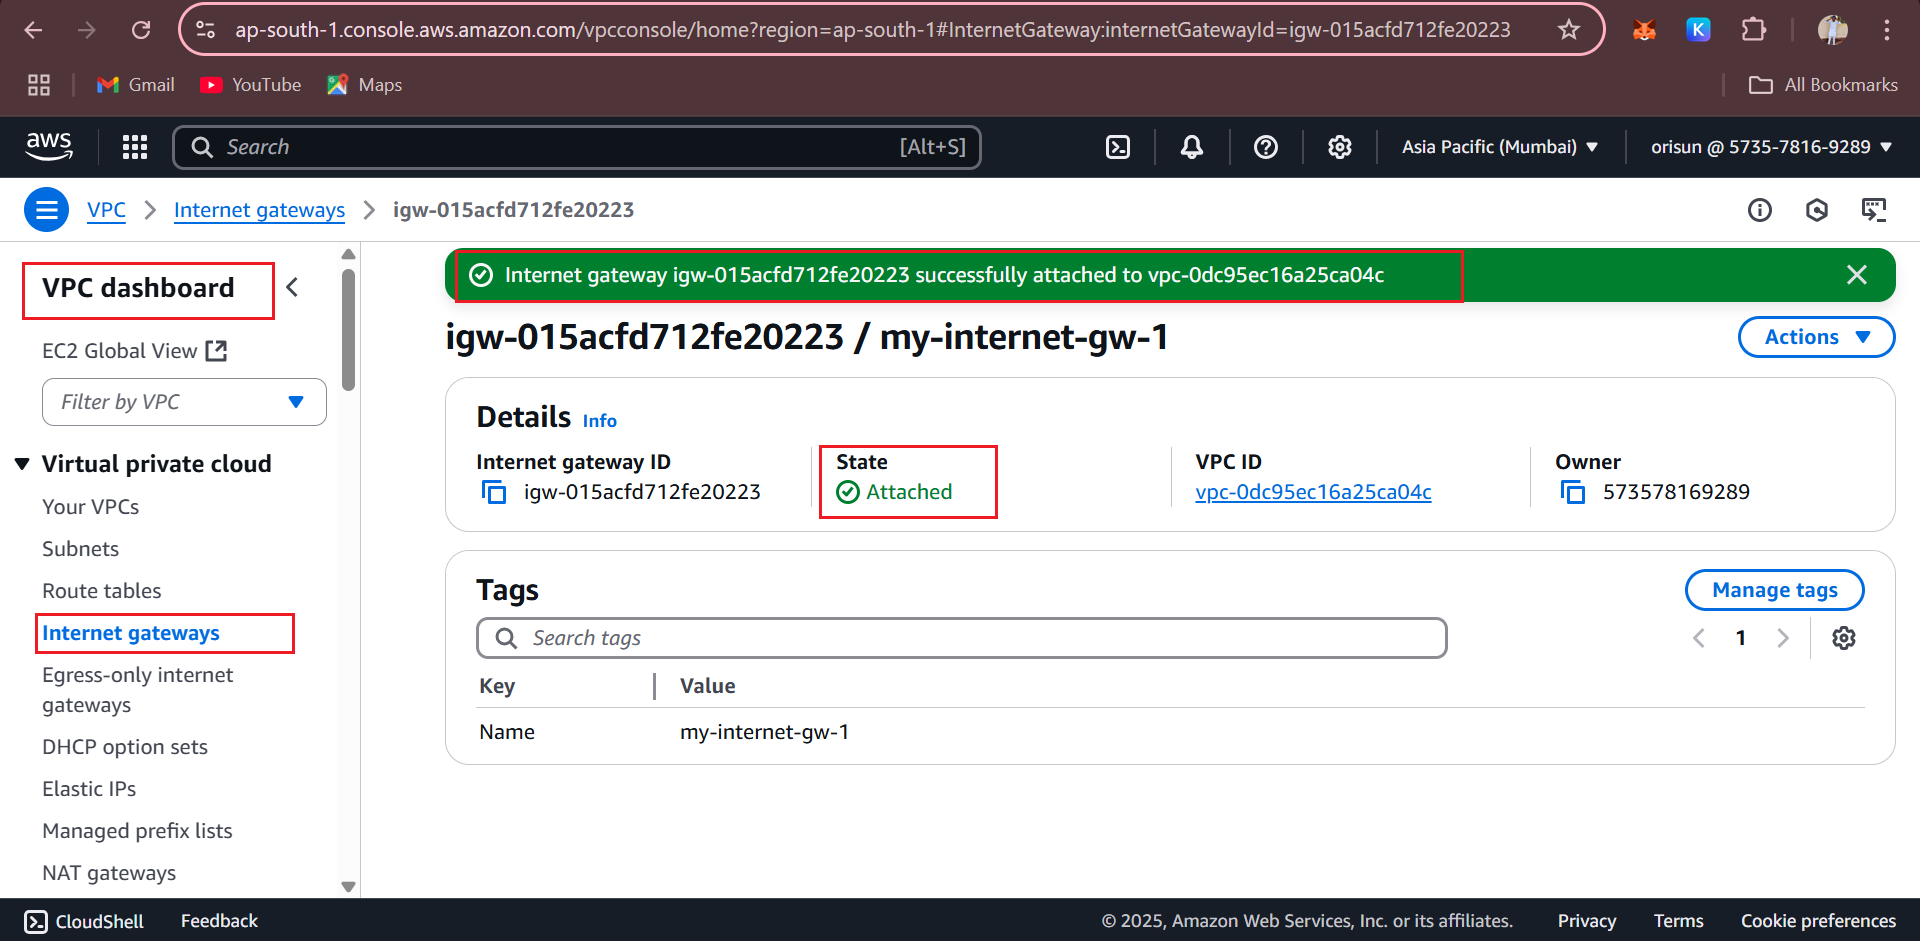 ap-south-1.console.aws.amazon.com/vpcconsole/home?region=ap-south-1#InternetGateway:internetGatewayId=igw-015acfd712fe20223
K
Gmail
YouTube
Maps
All Bookmarks
aws
Search
[Alt+S]
Asia Pacific (Mumbai)
orisun @ 5735-7816-9289
VPC
Internet gateways
igw-015acfd712fe20223
VPC dashboard
EC2 Global View
Filter by VPC
Virtual private cloud
Your VPCs
Subnets
Route tables
Internet gateways
Egress-only internet
gateways
DHCP option sets
Elastic IPs
Managed prefix lists
NAT gateways
Internet gateway igw-015acfd712fe20223 successfully attached to vpc-0dc95ec16a25ca04c
igw-015acfd712fe20223 / my-internet-gw-1
Actions
Details Info
Internet gateway ID
igw-015acfd712fe20223
State
Attached
VPC ID
vpc-0dc95ec16a25ca04c
Owner
573578169289
Tags
Manage tags
Search tags
1
Key
Value
Name
my-internet-gw-1
CloudShell
Feedback
© 2025, Amazon Web Services, Inc. or its affiliates.
Privacy
Terms
Cookie preferences